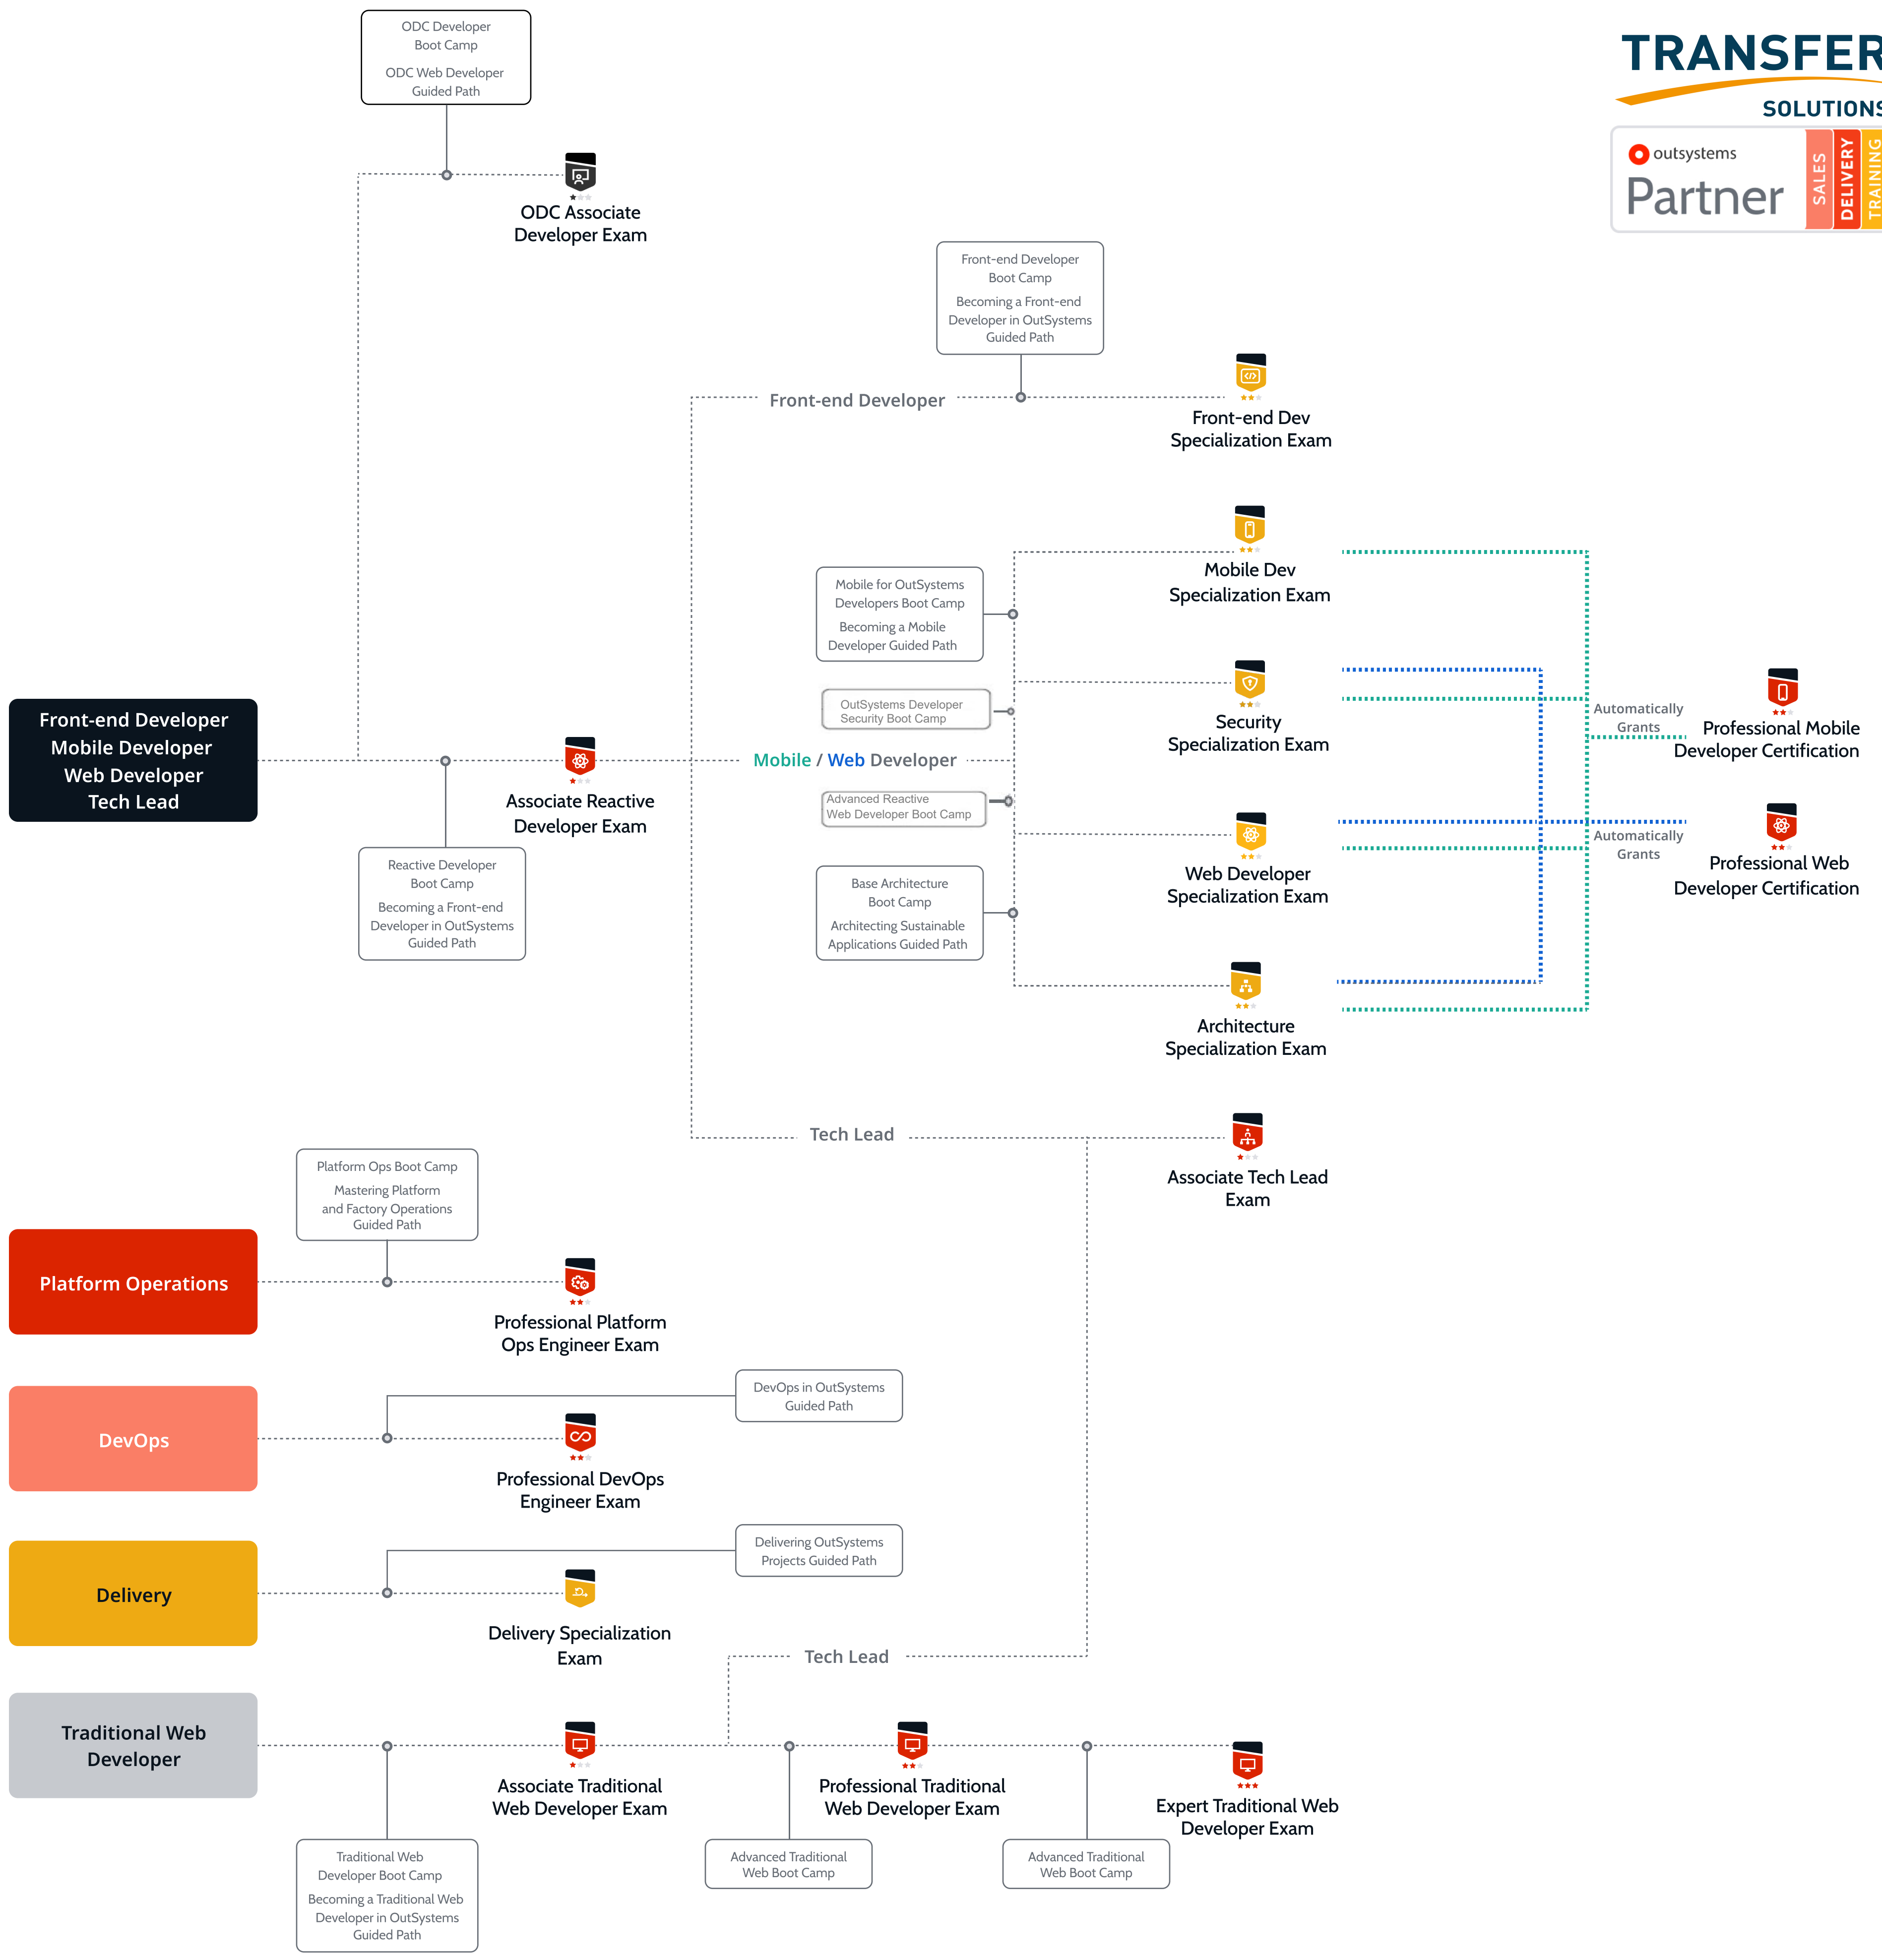 ODC Developer
Boot Camp
ODC Web Developer
Guided Path
TRANSFER
SOLUTIONS
outsystems
Partner
SALES
DELIVERY
TRAINING
ODC Associate
Developer Exam
Front-end Developer
Boot Camp
Becoming a Front-end
Developer in OutSystems
Guided Path
Front-end Developer
Front-end Dev
Specialization Exam
Mobile for OutSystems
Developers Boot Camp
Becoming a Mobile
Developer Guided Path
Mobile Dev
Specialization Exam
OutSystems Developer
Security Boot Camp
Security
Specialization Exam
Automatically
Grants
Professional Mobile
Developer Certification
Front-end Developer
Mobile Developer
Web Developer
Tech Lead
Associate Reactive
Developer Exam
Mobile / Web Developer
Advanced Reactive
Web Developer Boot Camp
Web Developer
Specialization Exam
Automatically
Grants
Professional Web
Developer Certification
Reactive Developer
Boot Camp
Becoming a Front-end
Developer in OutSystems
Guided Path
Base Architecture
Boot Camp
Architecting Sustainable
Applications Guided Path
Architecture
Specialization Exam
Tech Lead
Associate Tech Lead
Exam
Platform Ops Boot Camp
Mastering Platform
and Factory Operations
Guided Path
Platform Operations
Professional Platform
Ops Engineer Exam
DevOps in OutSystems
Guided Path
DevOps
Professional DevOps
Engineer Exam
Delivering OutSystems
Projects Guided Path
Delivery
Delivery Specialization
Exam
Tech Lead
Traditional Web
Developer
Associate Traditional
Web Developer Exam
Professional Traditional
Web Developer Exam
Expert Traditional Web
Developer Exam
Traditional Web
Developer Boot Camp
Becoming a Traditional Web
Developer in OutSystems
Guided Path
Advanced Traditional
Web Boot Camp
Advanced Traditional
Web Boot Camp